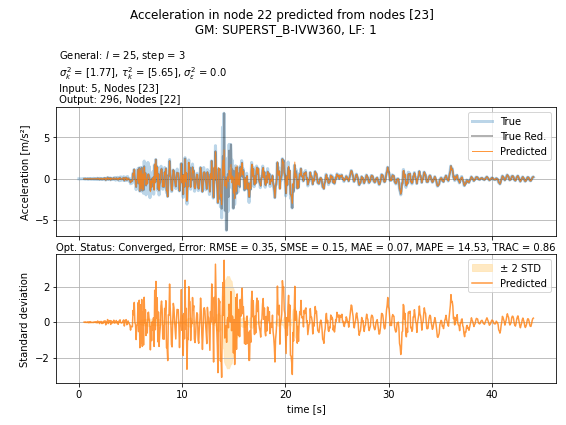 Acceleration in node 22 predicted from nodes [23]
GM: SUPERST_B-IVW360, LF: 1
General: l = 25, step = 3
σ²ₖ = [1.77], τ²ₖ = [5.65], σ²ₑ = 0.0
Input: 5, Nodes [23]
Output: 296, Nodes [22]
Acceleration [m/s²]
5
0
−5
True
True Red.
Predicted
Opt. Status: Converged, Error: RMSE = 0.35, SMSE = 0.15, MAE = 0.07, MAPE = 14.53, TRAC = 0.86
Standard deviation
2
0
−2
± 2 STD
Predicted
0 10 20 30 40
time [s]